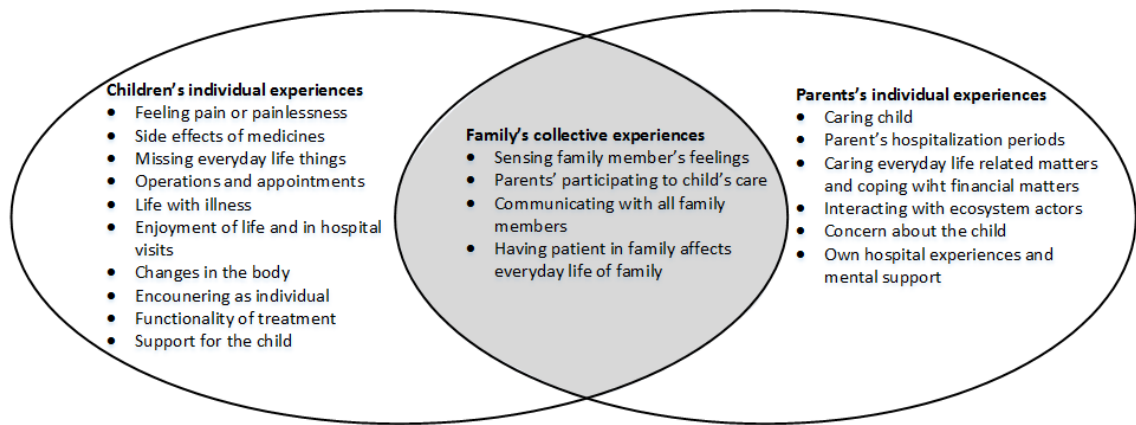 Children's individual experiences
• Feeling pain or painlessness
• Side effects of medicines
• Missing everyday life things
• Operations and appointments
• Life with illness
• Enjoyment of life and in hospital
visits
• Changes in the body
• Encounering as individual
• Functionality of treatment
• Support for the child
Family's collective experiences
• Sensing family member's feelings
• Parents' participating to child's care
• Communicating with all family
members
• Having patient in family affects
everyday life of family
Parents's individual experiences
• Caring child
• Parent's hospitalization periods
• Caring everyday life related matters
and coping wiht financial matters
• Interacting with ecosystem actors
• Concern about the child
• Own hospital experiences and
mental support